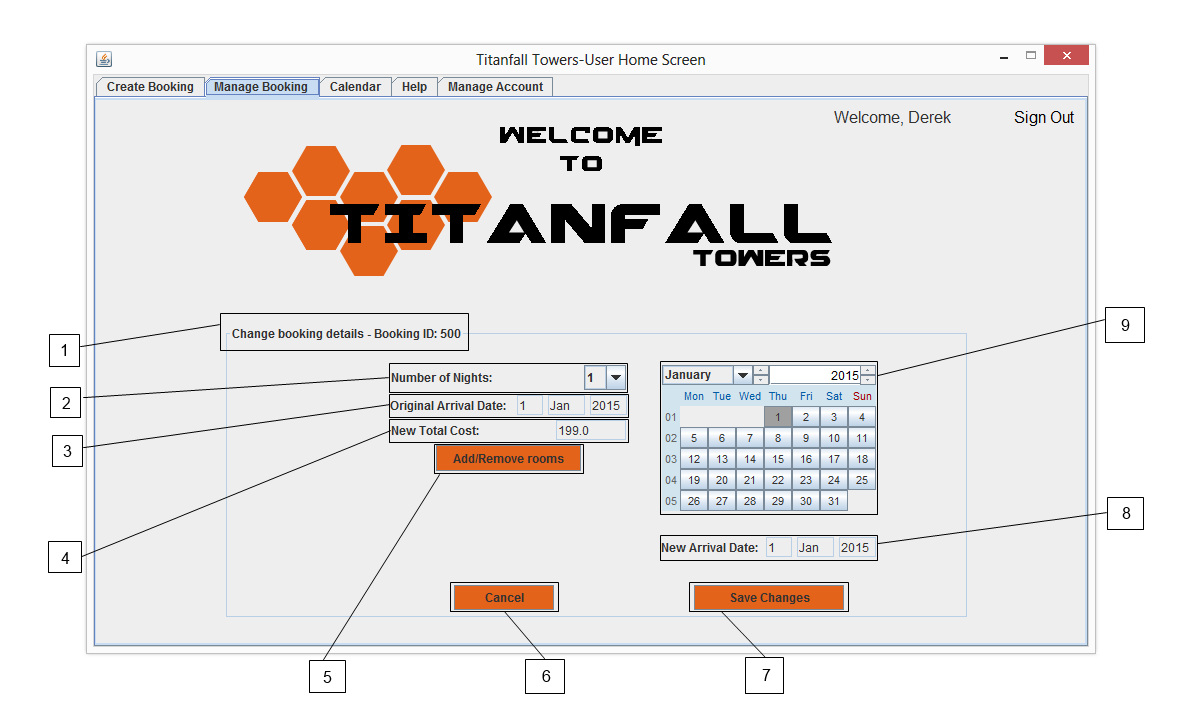 Titanfall Towers-User Home Screen
Create Booking Manage Booking Calendar Help Manage Account
Welcome, Derek Sign Out
WELCOME
TO
TITANFALL
TOWERS
1
Change booking details - Booking ID: 500
9
2
Number of Nights: 1
3
Original Arrival Date: 1 Jan 2015
4
New Total Cost: 199.0
Add/Remove rooms
January 2015
Mon Tue Wed Thu Fri Sat Sun
01 1 2 3 4
02 5 6 7 8 9 10 11
03 12 13 14 15 16 17 18
04 19 20 21 22 23 24 25
05 26 27 28 29 30 31
8
New Arrival Date: 1 Jan 2015
Cancel Save Changes
5 6 7